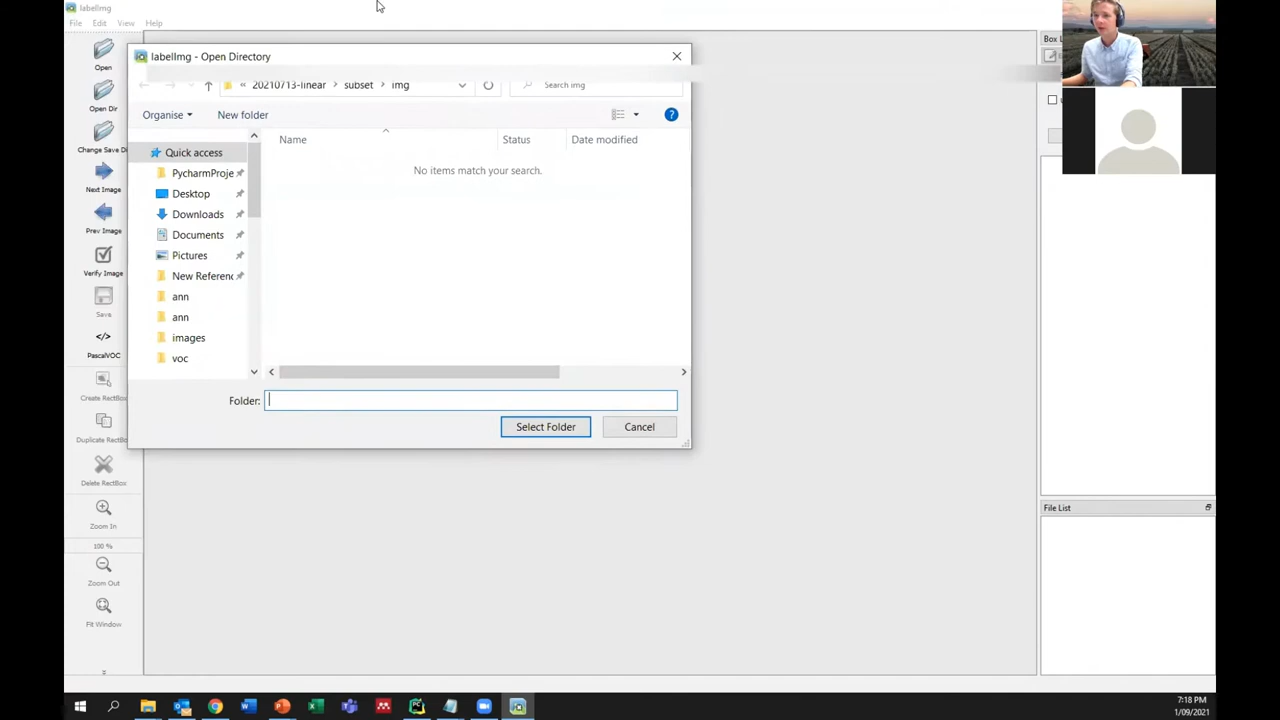 labelImg
File Edit View Help
Open
Open Dir
Change Save Di
Next Image
Prev Image
Verify Image
Save
</>
PascalVOC
Create RectBox
Duplicate RectBox
Delete RectBox
Zoom In
100 %
Zoom Out
Fit Window
labelImg - Open Directory
« 20210713-linear > subset > img
Search img
Organise
New folder
?
Name Status Date modified
No items match your search.
Quick access
PycharmProje
Desktop
Downloads
Documents
Pictures
New Referenc
ann
ann
images
voc
Folder:
Select Folder
Cancel
Box L
File List
7:18 PM
1/09/2021